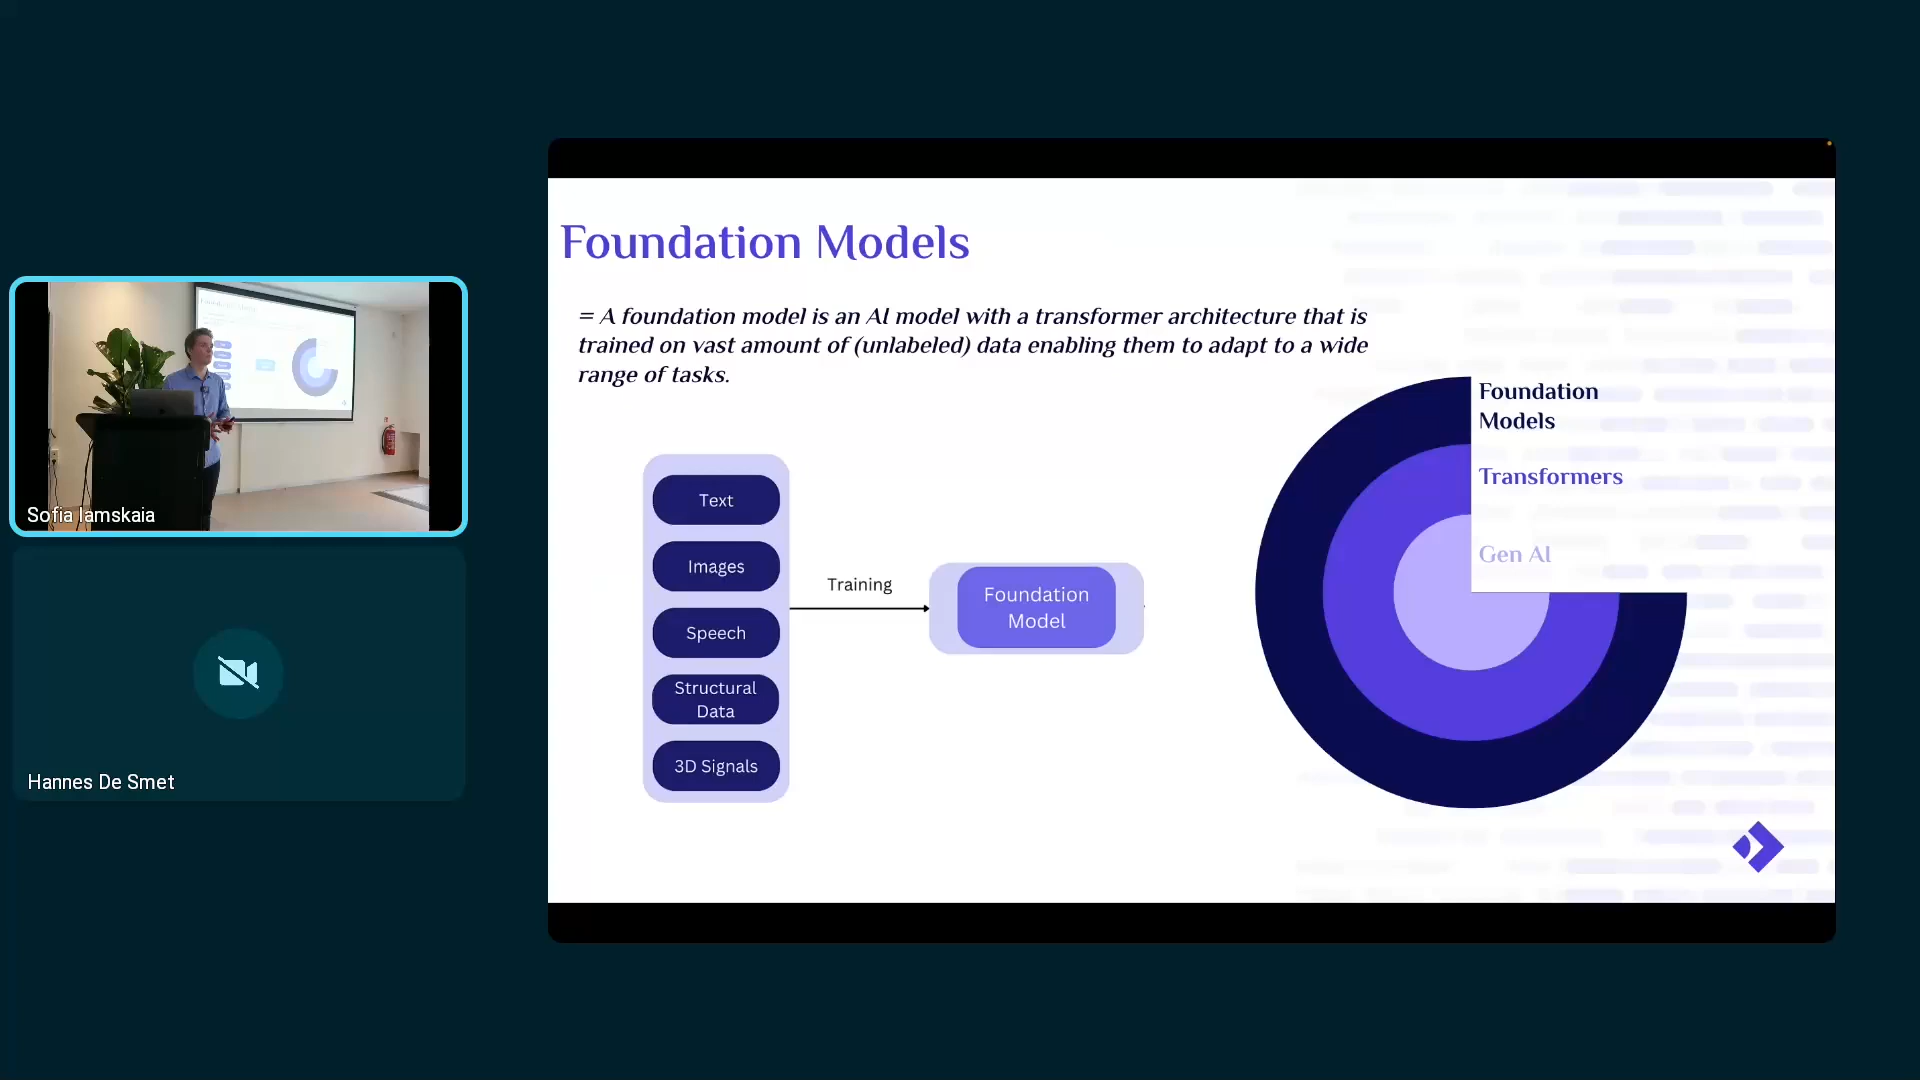 Foundation Models
= A foundation model is an AI model with a transformer architecture that is
trained on vast amount of (unlabeled) data enabling them to adapt to a wide
range of tasks.
Text
Images
Speech
Structural
Data
3D Signals
Training
Foundation
Model
Foundation
Models
Transformers
Gen AI
Sofia Iamskaia
Hannes De Smet